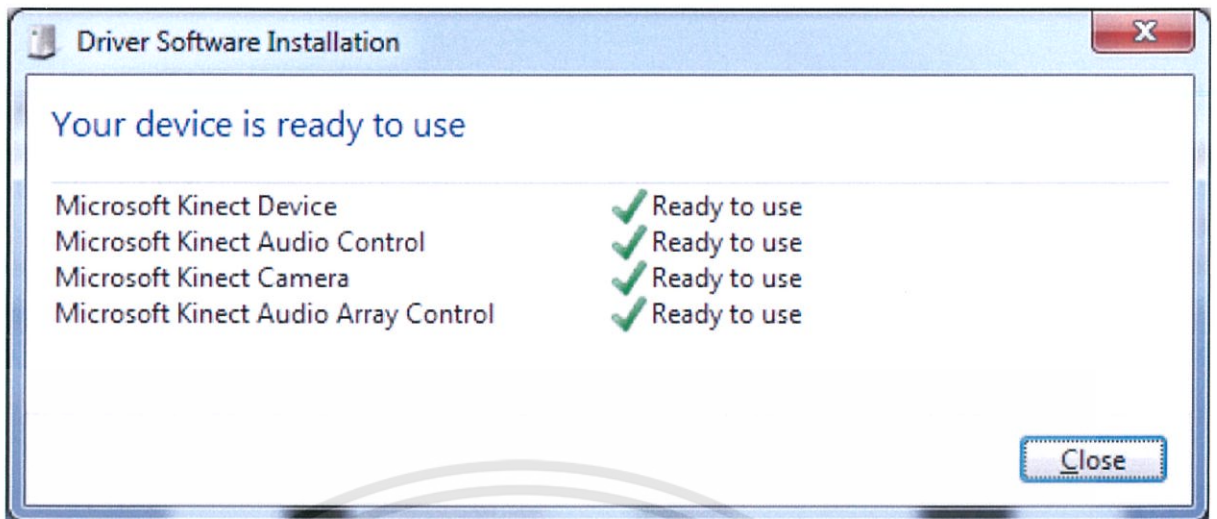 Driver Software Installation
Your device is ready to use
Microsoft Kinect Device Ready to use
Microsoft Kinect Audio Control Ready to use
Microsoft Kinect Camera Ready to use
Microsoft Kinect Audio Array Control Ready to use
Close